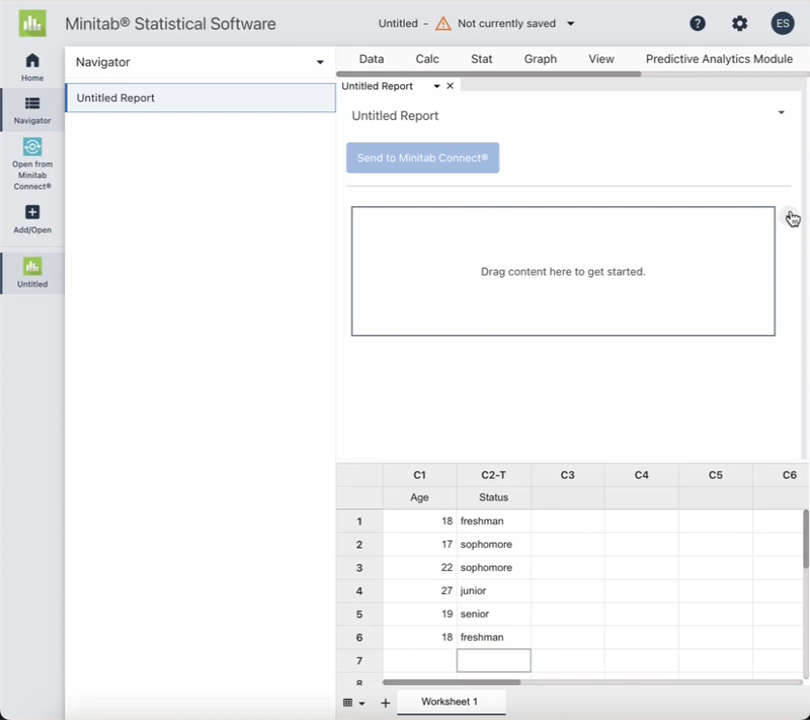 Minitab® Statistical Software
Untitled - Not currently saved
ES
Home
Navigator
Open from
Minitab
Connect®
Add/Open
Untitled
Navigator
Untitled Report
Data Calc Stat Graph View Predictive Analytics Module
Untitled Report
Untitled Report
Send to Minitab Connect®
Drag content here to get started.
C1 C2-T C3 C4 C5 C6
Age Status
1 18 freshman
2 17 sophomore
3 22 sophomore
4 27 junior
5 19 senior
6 18 freshman
7
8
+ Worksheet 1